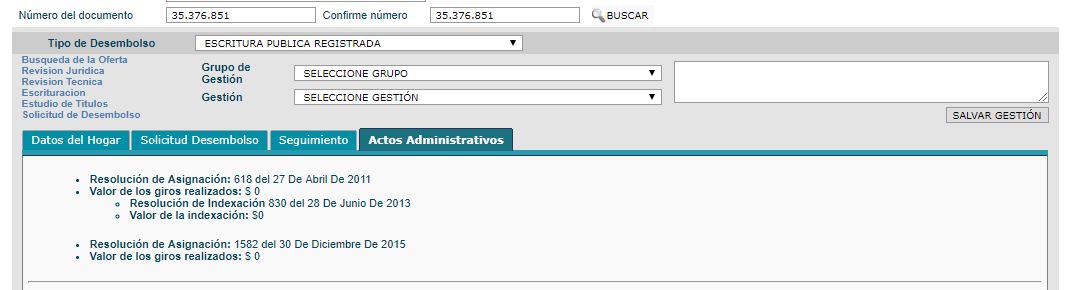 Número del documento 35.376.851 Confirme número 35.376.851 BUSCAR
Tipo de Desembolso ESCRITURA PUBLICA REGISTRADA
Busqueda de la Oferta
Revision Juridica
Revision Tecnica
Escrituracion
Estudio de Titulos
Solicitud de Desembolso
Grupo de Gestión SELECCIONE GRUPO
Gestión SELECCIONE GESTIÓN
SALVAR GESTIÓN
Datos del Hogar Solicitud Desembolso Seguimiento Actos Administrativos
Resolución de Asignación: 618 del 27 De Abril De 2011
Valor de los giros realizados: $ 0
Resolución de Indexación 830 del 28 De Junio De 2013
Valor de la indexación: $0
Resolución de Asignación: 1582 del 30 De Diciembre De 2015
Valor de los giros realizados: $ 0